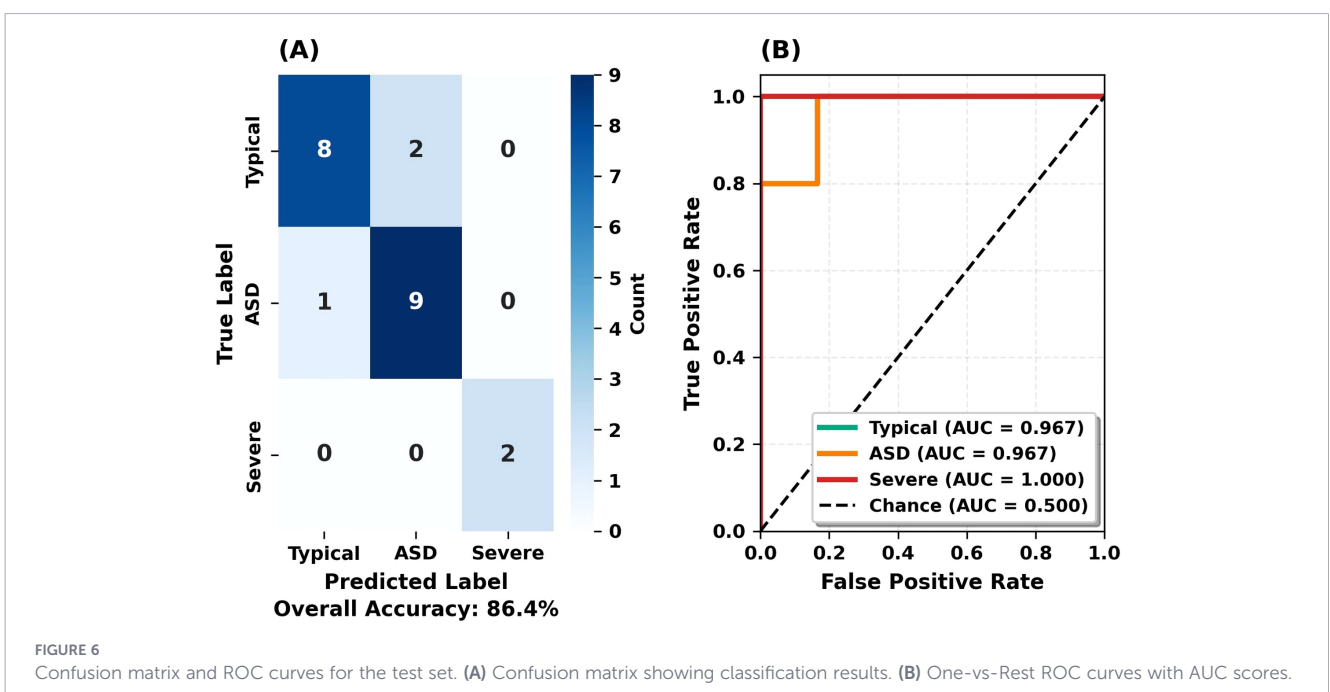 (A)
Typical
8
2
0
ASD
1
9
0
Severe
0
0
2
True Label
Typical ASD Severe
Predicted Label
Overall Accuracy: 86.4%
9
8
7
6
5
4
3
2
1
0
Count
(B)
1.0
0.8
0.6
0.4
0.2
0.0
True Positive Rate
Typical (AUC = 0.967)
ASD (AUC = 0.967)
Severe (AUC = 1.000)
Chance (AUC = 0.500)
0.0 0.2 0.4 0.6 0.8 1.0
False Positive Rate
FIGURE 6
Confusion matrix and ROC curves for the test set. (A) Confusion matrix showing classification results. (B) One-vs-Rest ROC curves with AUC scores.